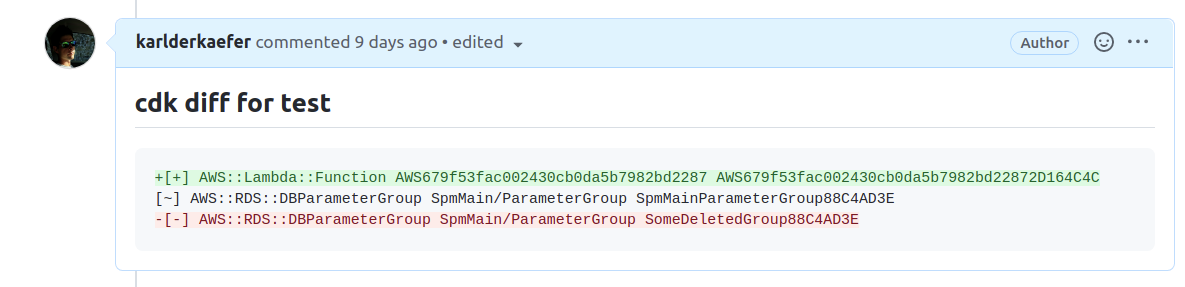 karlderkaefer commented 9 days ago • edited
Author
cdk diff for test
+[+] AWS::Lambda::Function AWS679f53fac002430cb0da5b7982bd2287 AWS679f53fac002430cb0da5b7982bd22872D164C4C
[~] AWS::RDS::DBParameterGroup SpmMain/ParameterGroup SpmMainParameterGroup88C4AD3E
-[-] AWS::RDS::DBParameterGroup SpmMain/ParameterGroup SomeDeletedGroup88C4AD3E